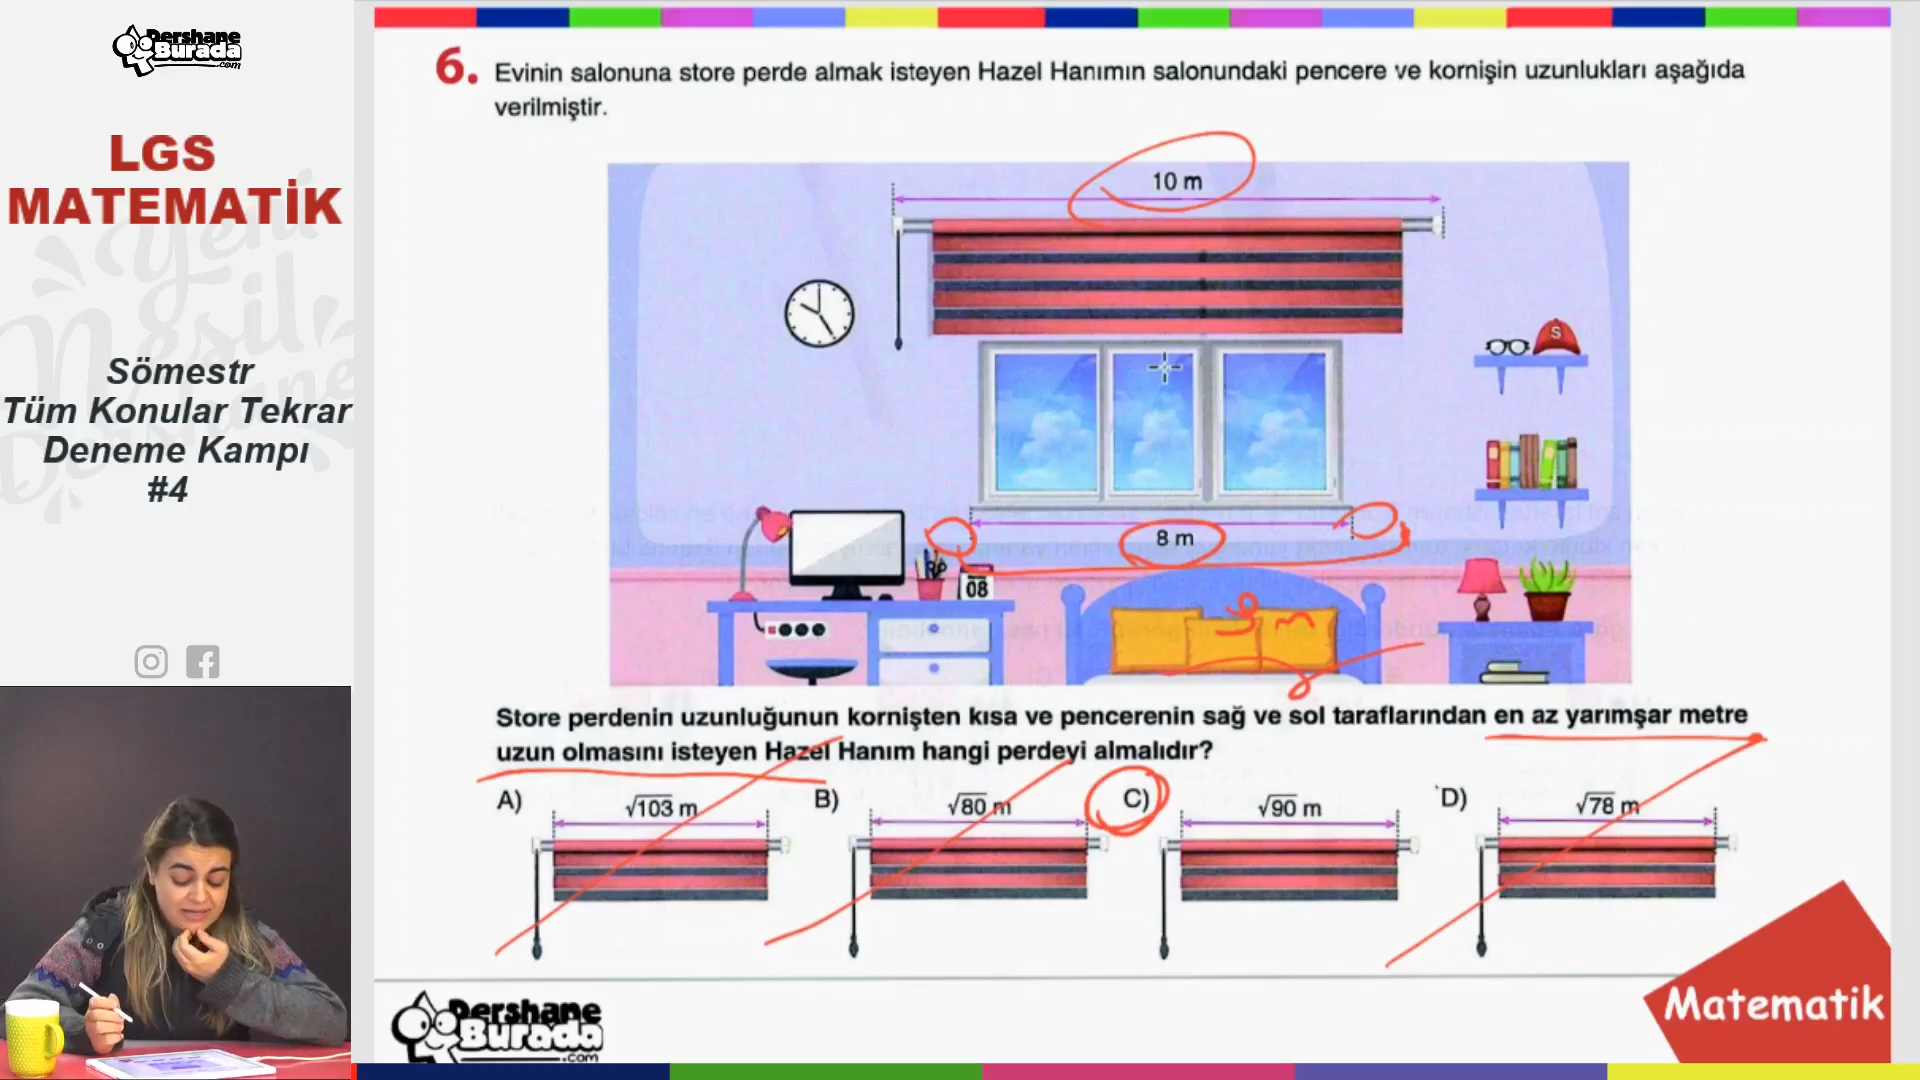 Dershane
Burada
.com
LGS
MATEMATİK
Sömestr
Tüm Konular Tekrar
Deneme Kampı
#4
6. Evinin salonuna store perde almak isteyen Hazel Hanımın salonundaki pencere ve kornişin uzunlukları aşağıda
verilmiştir.
10 m
S
8 m
08
9 m
Store perdenin uzunluğunun kornişten kısa ve pencerenin sağ ve sol taraflarından en az yarımşar metre
uzun olmasını isteyen Hazel Hanım hangi perdeyi almalıdır?
A) √103 m
B) √80 m
C) √90 m
D) √78 m
Dershane
Burada
.com
Matematik